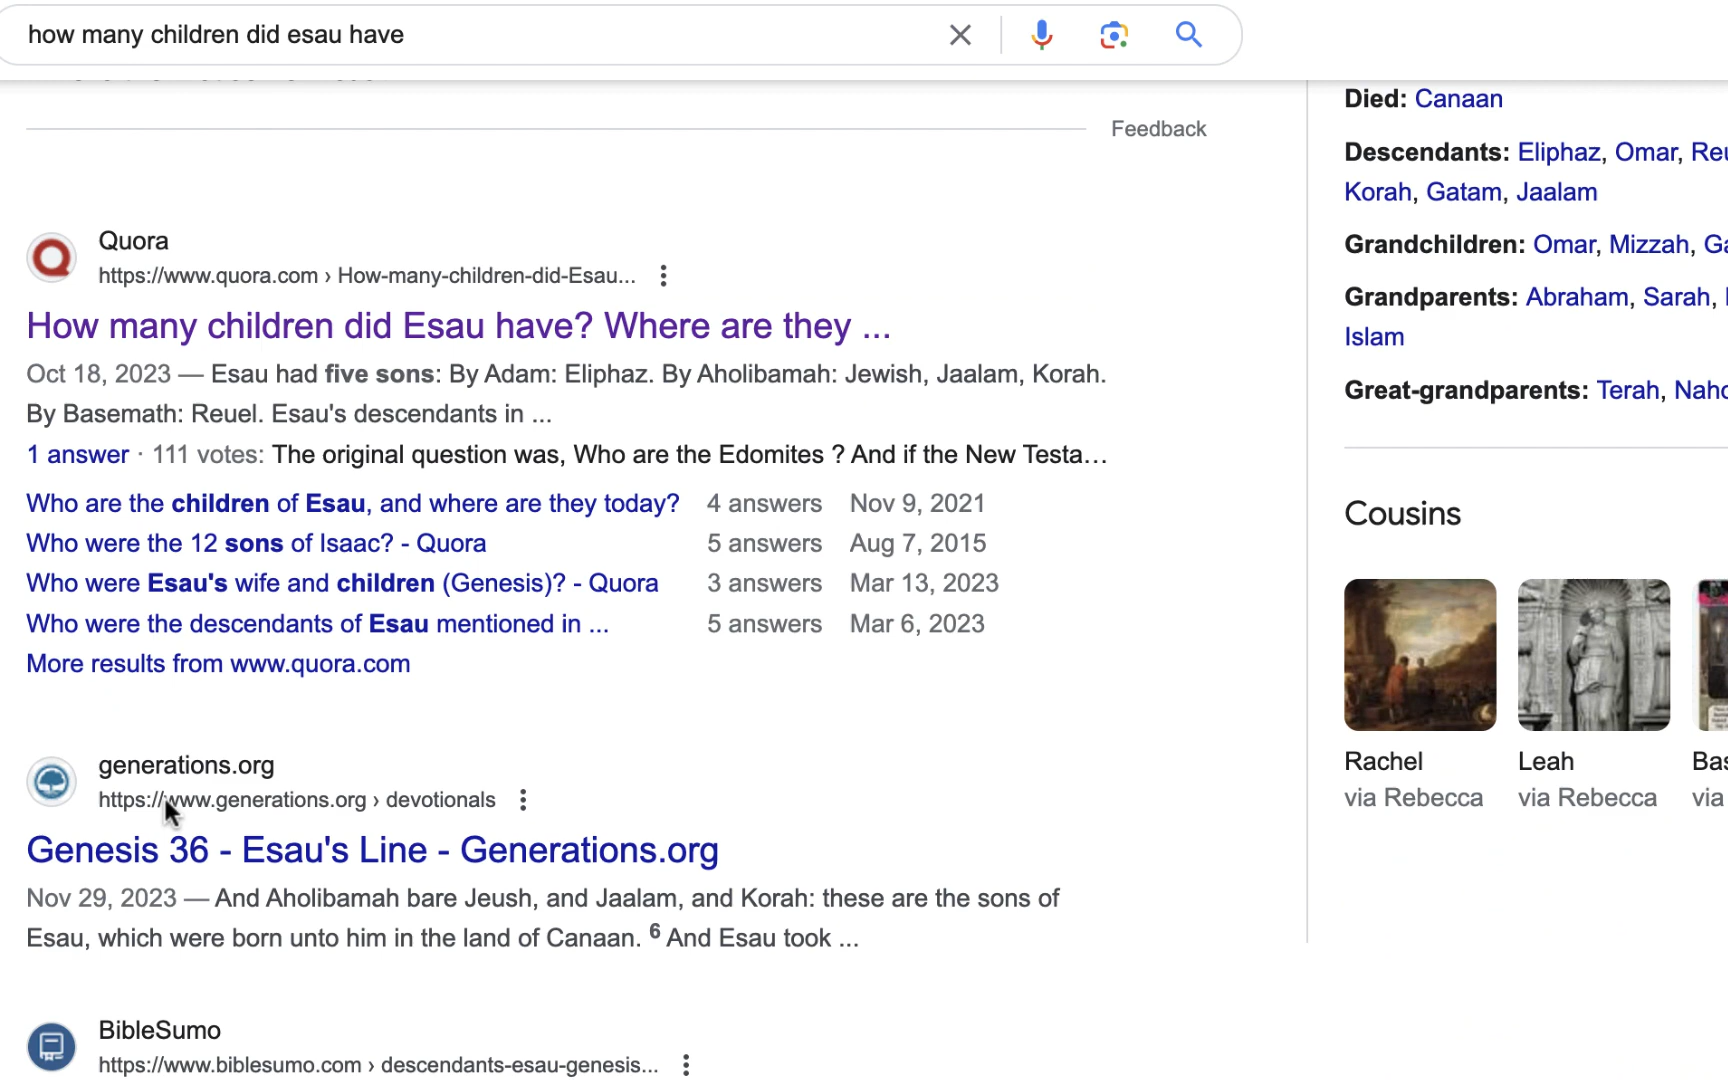 how many children did esau have
Feedback
Quora
https://www.quora.com › How-many-children-did-Esau...
How many children did Esau have? Where are they ...
Oct 18, 2023 — Esau had five sons: By Adam: Eliphaz. By Aholibamah: Jewish, Jaalam, Korah.
By Basemath: Reuel. Esau's descendants in ...
1 answer · 111 votes: The original question was, Who are the Edomites ? And if the New Testa...
Who are the children of Esau, and where are they today? 4 answers Nov 9, 2021
Who were the 12 sons of Isaac? - Quora 5 answers Aug 7, 2015
Who were Esau's wife and children (Genesis)? - Quora 3 answers Mar 13, 2023
Who were the descendants of Esau mentioned in ... 5 answers Mar 6, 2023
More results from www.quora.com
generations.org
https://www.generations.org › devotionals
Genesis 36 - Esau's Line - Generations.org
Nov 29, 2023 — And Aholibamah bare Jeush, and Jaalam, and Korah: these are the sons of
Esau, which were born unto him in the land of Canaan. 6 And Esau took ...
BibleSumo
https://www.biblesumo.com › descendants-esau-genesis...
Died: Canaan
Descendants: Eliphaz, Omar, Reu
Korah, Gatam, Jaalam
Grandchildren: Omar, Mizzah, Ga
Grandparents: Abraham, Sarah,
Islam
Great-grandparents: Terah, Naho
Cousins
Rachel
via Rebecca
Leah
via Rebecca
Bas
via